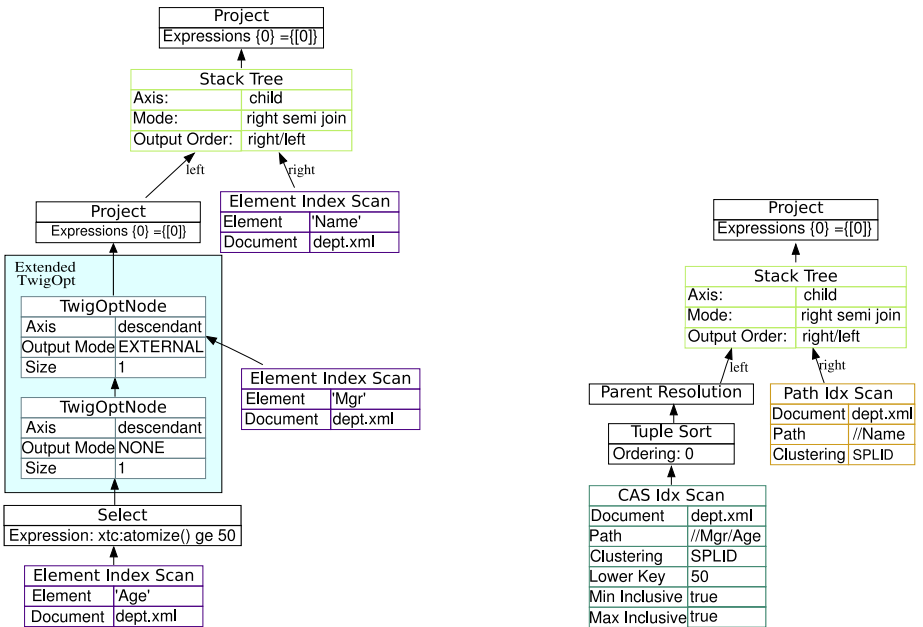 Project
Expressions {0} ={[0]}
Stack Tree
Axis: child
Mode: right semi join
Output Order: right/left
left
right
Element Index Scan
Element 'Name'
Document dept.xml
Project
Expressions {0} ={[0]}
Extended
TwigOpt
TwigOptNode
Axis descendant
Output Mode EXTERNAL
Size 1
Element Index Scan
Element 'Mgr'
Document dept.xml
TwigOptNode
Axis descendant
Output Mode NONE
Size 1
Select
Expression: xtc:atomize() ge 50
Element Index Scan
Element 'Age'
Document dept.xml
Project
Expressions {0} ={[0]}
Stack Tree
Axis: child
Mode: right semi join
Output Order: right/left
left
right
Parent Resolution
Tuple Sort
Ordering: 0
Path Idx Scan
Document dept.xml
Path //Name
Clustering SPLID
CAS Idx Scan
Document dept.xml
Path //Mgr/Age
Clustering SPLID
Lower Key 50
Min Inclusive true
Max Inclusive true